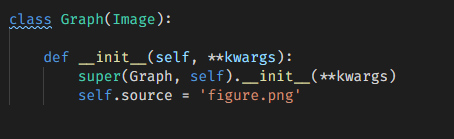 class Graph(Image):
def __init__(self, **kwargs):
super(Graph, self).__init__(**kwargs)
self.source = 'figure.png'